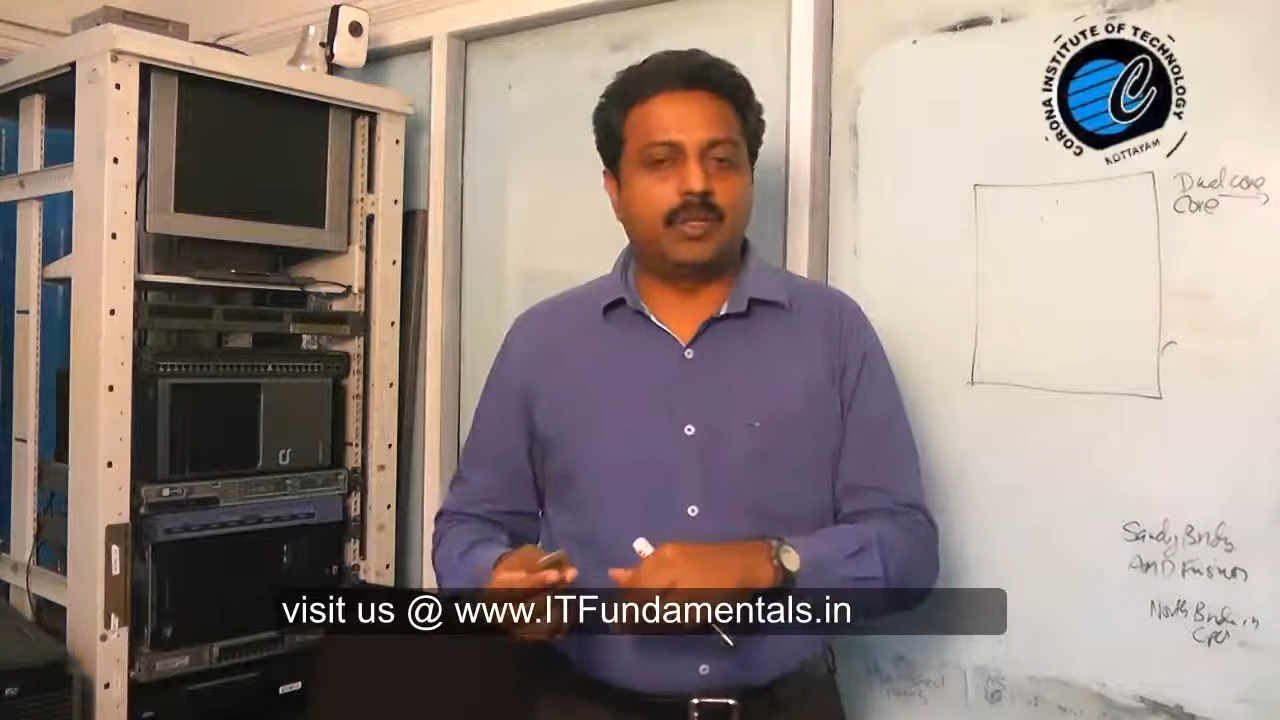 CORONA INSTITUTE OF TECHNOLOGY
KOTTAYAM
Dual core
Core
Sandy Bridge
AMD Fusion
North Bridge in
CPU
visit us @ www.ITFundamentals.in